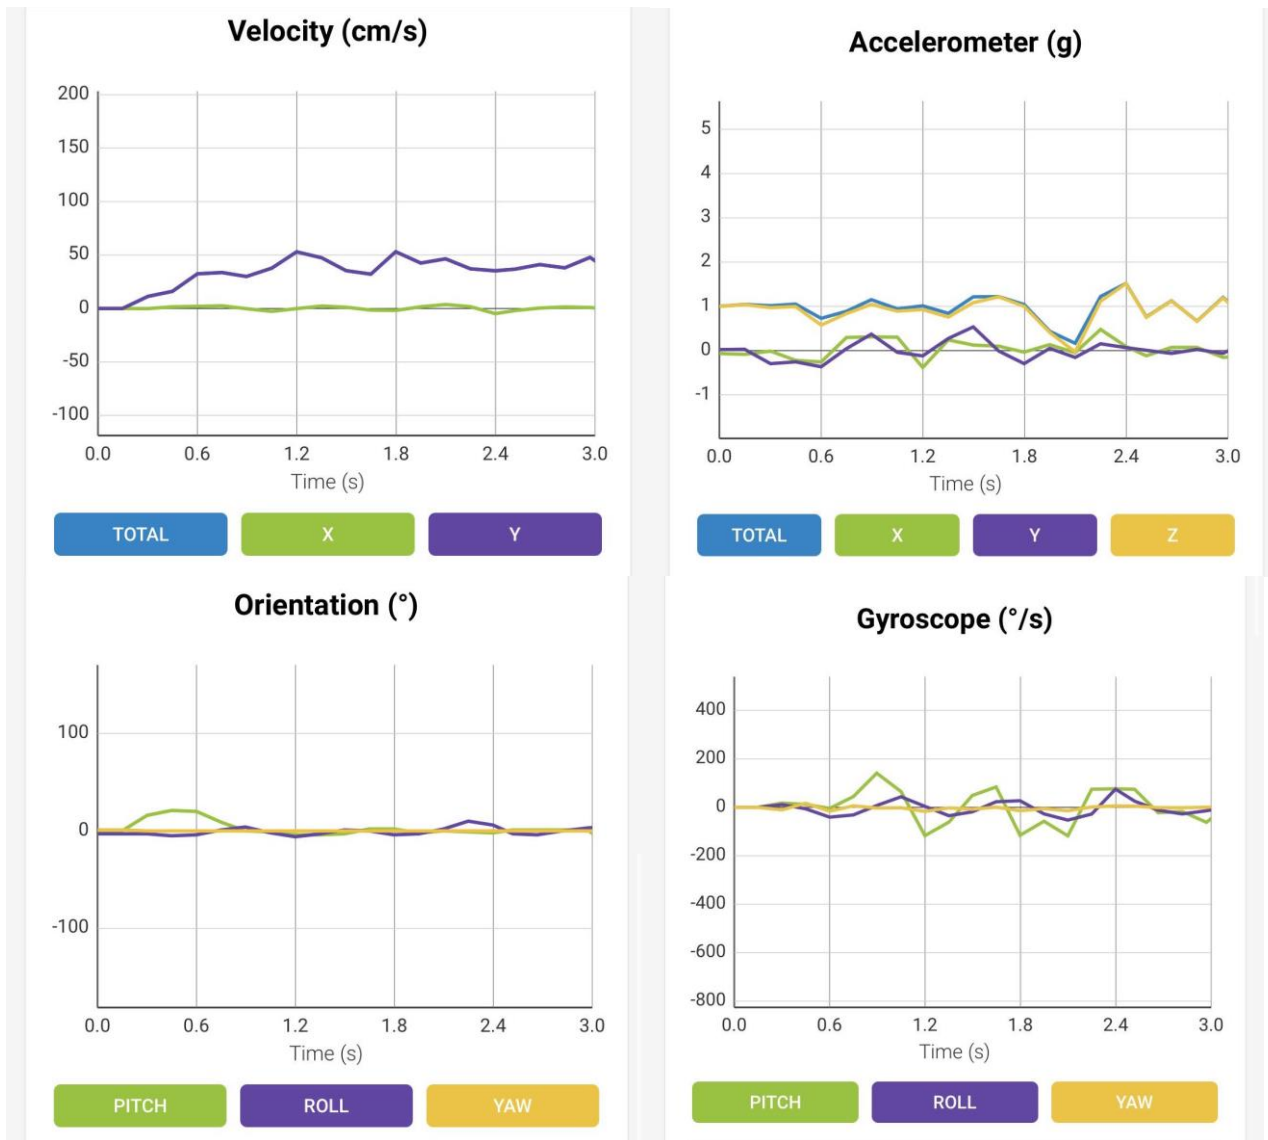 Velocity (cm/s)
200
150
100
50
0
-50
-100
0.0 0.6 1.2 1.8 2.4 3.0
Time (s)
TOTAL X Y
Accelerometer (g)
5
4
3
2
1
0
-1
0.0 0.6 1.2 1.8 2.4 3.0
Time (s)
TOTAL X Y Z
Orientation (°)
100
0
-100
0.0 0.6 1.2 1.8 2.4 3.0
Time (s)
PITCH ROLL YAW
Gyroscope (°/s)
400
200
0
-200
-400
-600
-800
0.0 0.6 1.2 1.8 2.4 3.0
Time (s)
PITCH ROLL YAW